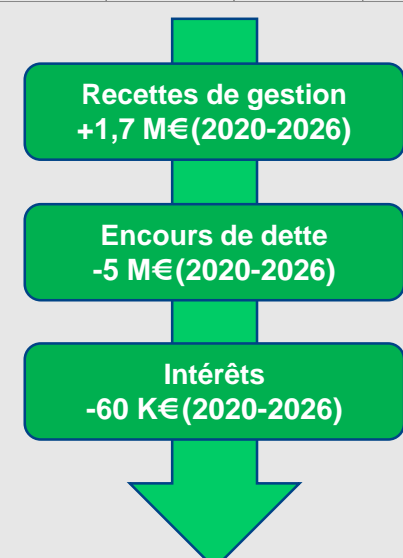 Recettes de gestion
+1,7 M€(2020-2026)
Encours de dette
-5 M€(2020-2026)
Intérêts
-60 K€(2020-2026)